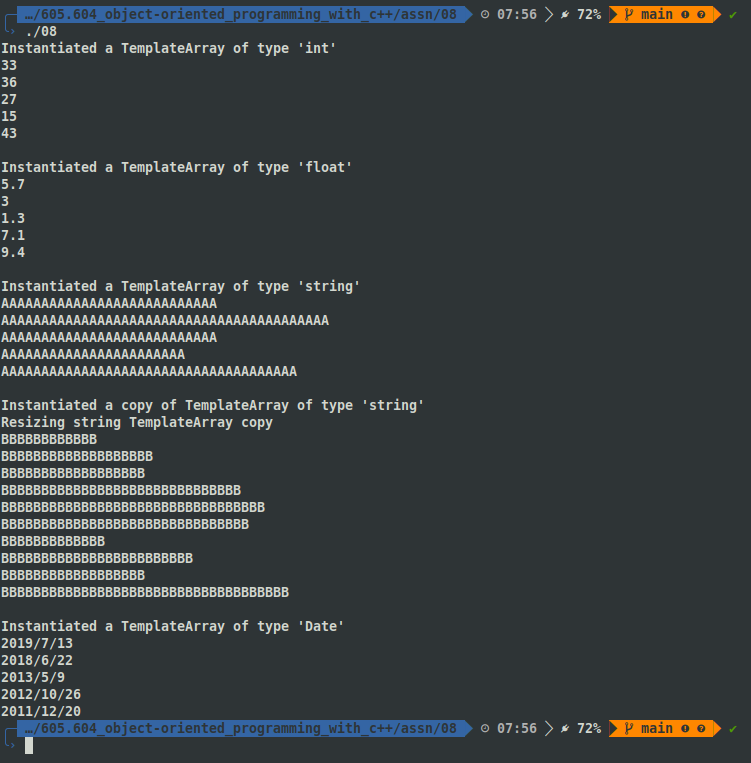 …/605.604_object-oriented_programming_with_c++/assn/08 07:56 72% main ❶ ❷ ✔
./08
Instantiated a TemplateArray of type 'int'
33
36
27
15
43
Instantiated a TemplateArray of type 'float'
5.7
3
1.3
7.1
9.4
Instantiated a TemplateArray of type 'string'
AAAAAAAAAAAAAAAAAAAAAAAAAAA
AAAAAAAAAAAAAAAAAAAAAAAAAAAAAAAAAAAAAAAAA
AAAAAAAAAAAAAAAAAAAAAAAAAAA
AAAAAAAAAAAAAAAAAAAAAAA
AAAAAAAAAAAAAAAAAAAAAAAAAAAAAAAAAAAAA
Instantiated a copy of TemplateArray of type 'string'
Resizing string TemplateArray copy
BBBBBBBBBBBB
BBBBBBBBBBBBBBBBBBB
BBBBBBBBBBBBBBBBBB
BBBBBBBBBBBBBBBBBBBBBBBBBBBBBB
BBBBBBBBBBBBBBBBBBBBBBBBBBBBBBBBB
BBBBBBBBBBBBBBBBBBBBBBBBBBBBBBB
BBBBBBBBBBBBB
BBBBBBBBBBBBBBBBBBBBBBBB
BBBBBBBBBBBBBBBBBB
BBBBBBBBBBBBBBBBBBBBBBBBBBBBBBBBBBBB
Instantiated a TemplateArray of type 'Date'
2019/7/13
2018/6/22
2013/5/9
2012/10/26
2011/12/20
…/605.604_object-oriented_programming_with_c++/assn/08 07:56 72% main ❶ ❷ ✔